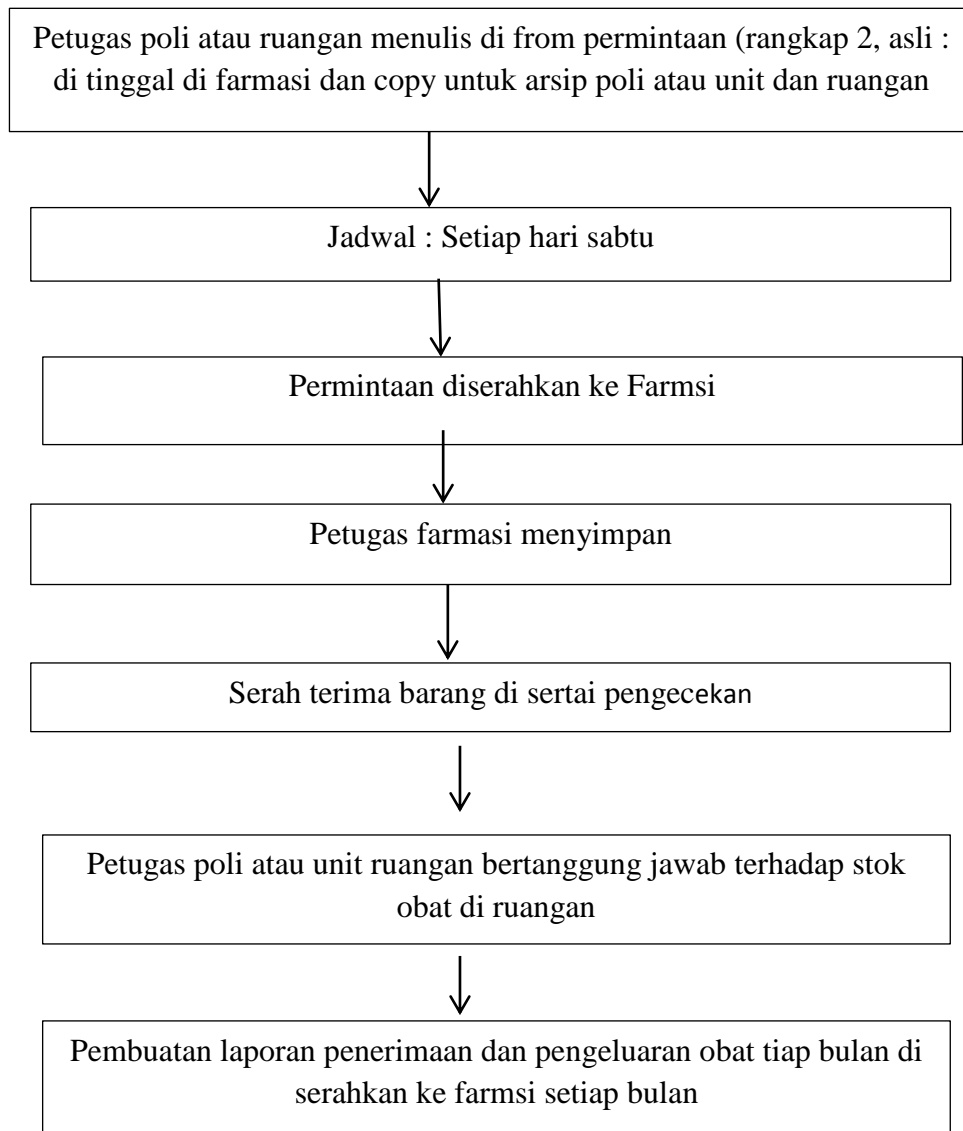 Petugas poli atau ruangan menulis di from permintaan (rangkap 2, asli :
di tinggal di farmasi dan copy untuk arsip poli atau unit dan ruangan
Jadwal : Setiap hari sabtu
Permintaan diserahkan ke Farmsi
Petugas farmasi menyimpan
Serah terima barang di sertai pengecekan
Petugas poli atau unit ruangan bertanggung jawab terhadap stok
obat di ruangan
Pembuatan laporan penerimaan dan pengeluaran obat tiap bulan di
serahkan ke farmsi setiap bulan